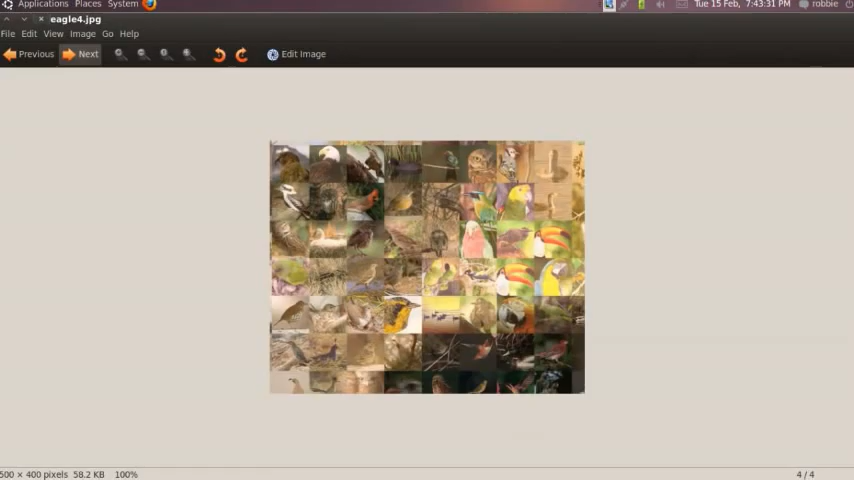 Applications Places System Tue 15 Feb, 7:43:31 PM robbie
eagle4.jpg
File Edit View Image Go Help
Previous Next Edit Image
500 × 400 pixels 58.2 KB 100% 4 / 4